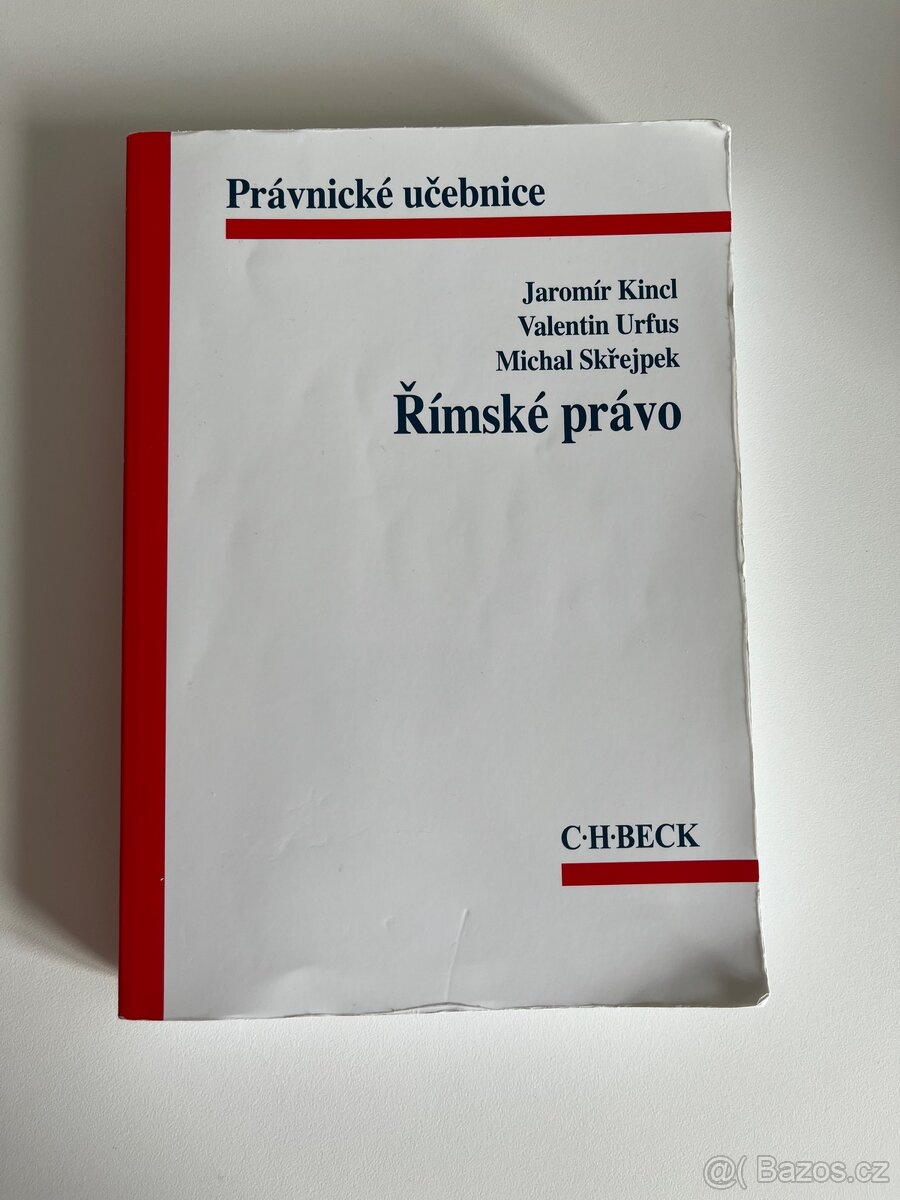 Právnické učebnice
Jaromír Kincl
Valentin Urfus
Michal Skřejpek
Římské právo
C·H·BECK
@( Bazos.cz